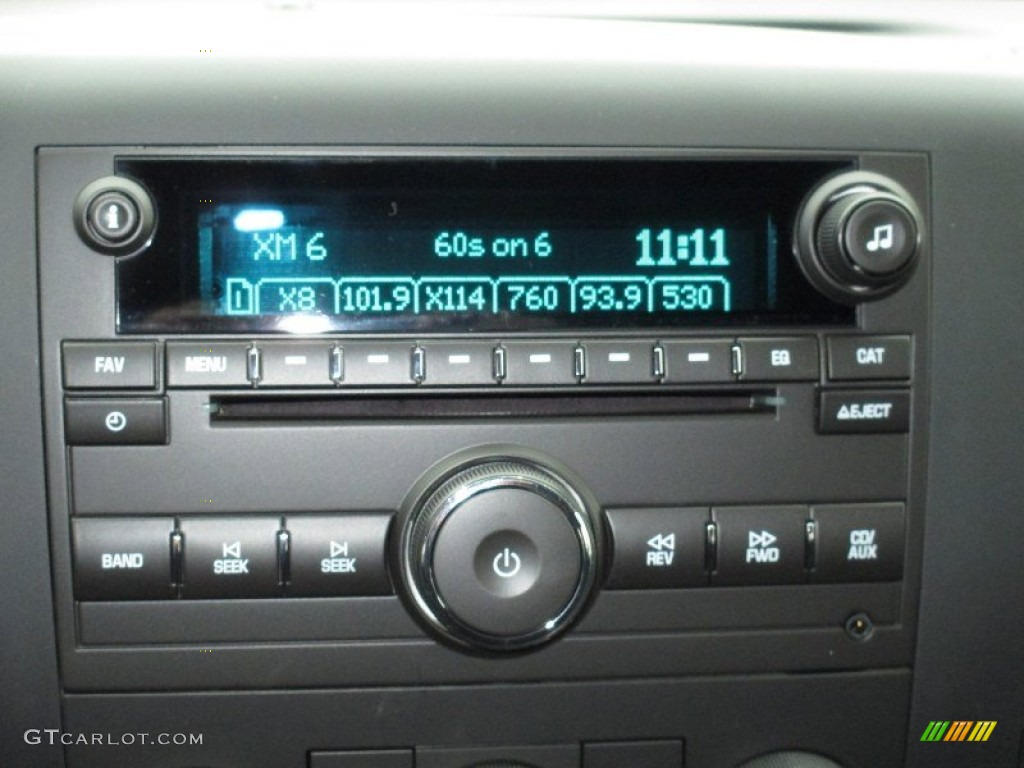 XM 6 60s on 6 11:11
X8 101.9 X114 760 93.9 530
FAV MENU EQ CAT
EJECT
BAND SEEK SEEK REV FWD CD/
AUX
GTCARLOT.COM